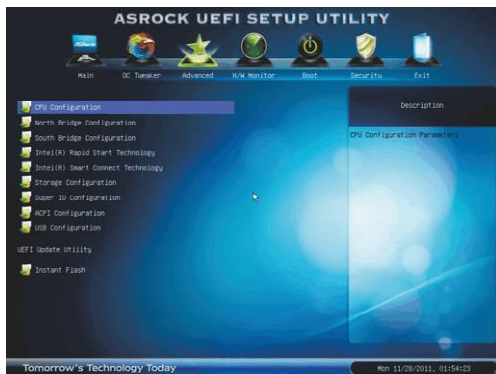 ASROCK UEFI SETUP UTILITY
ASRock
Main
OC Tweaker
Advanced
H/W Monitor
Boot
Security
Exit
CPU Configuration
North Bridge Configuration
South Bridge Configuration
Intel(R) Rapid Start Technology
Intel(R) Smart Connect Technology
Storage Configuration
Super IO Configuration
ACPI Configuration
USB Configuration
UEFI Update Utility
Instant Flash
Description
CPU Configuration Parameters
Tomorrow's Technology Today
Mon 11/28/2011, 01:54:23